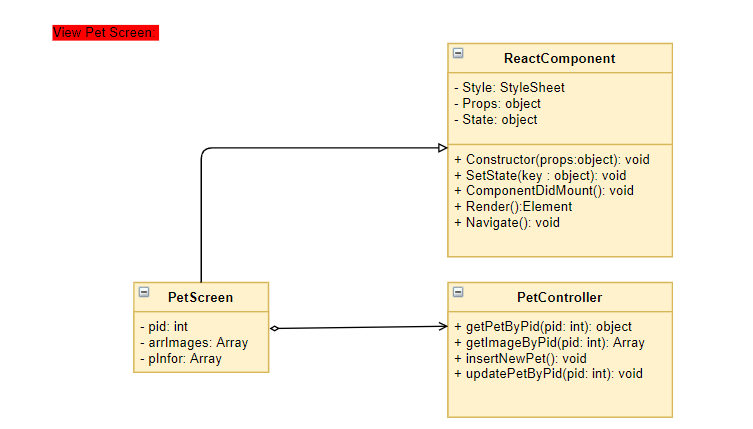 View Pet Screen:
ReactComponent
- Style: StyleSheet
- Props: object
- State: object
+ Constructor(props:object): void
+ SetState(key : object): void
+ ComponentDidMount(): void
+ Render():Element
+ Navigate(): void
PetScreen
- pid: int
- arrImages: Array
- pInfor: Array
PetController
+ getPetByPid(pid: int): object
+ getImageByPid(pid: int): Array
+ insertNewPet(): void
+ updatePetByPid(pid: int): void